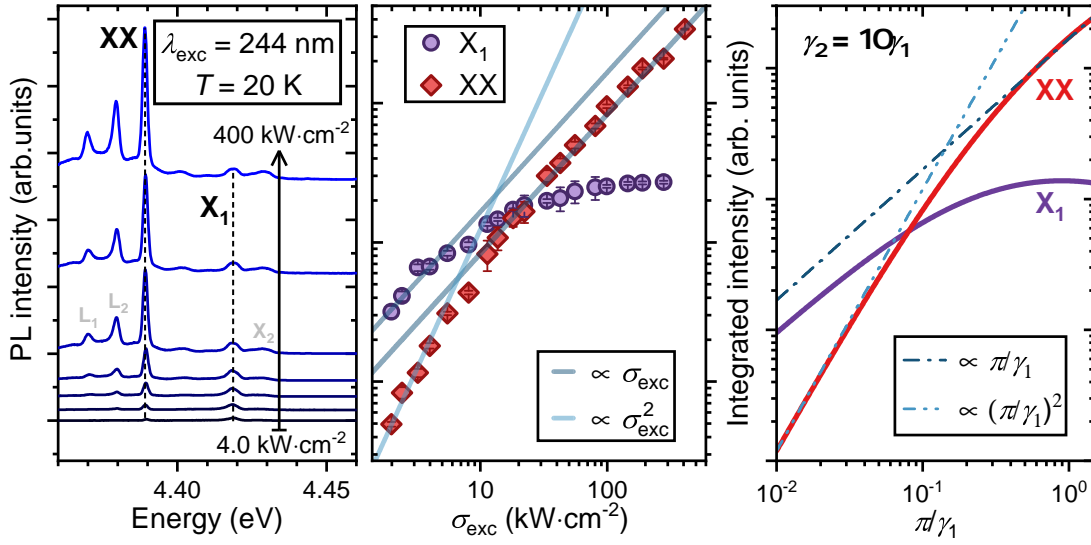 XX
λexc = 244 nm
T = 20 K
400 kW·cm-2
X1
L1
L2
X2
4.0 kW·cm-2
PL intensity (arb.units)
4.40
4.45
Energy (eV)
X1
XX
∝ σexc
∝ σ²exc
10
100
σexc (kW·cm-2)
γ2 = 10γ1
XX
X1
Integrated intensity (arb. units)
∝ π/γ1
∝ (π/γ1)²
10-2
10-1
100
π/γ1